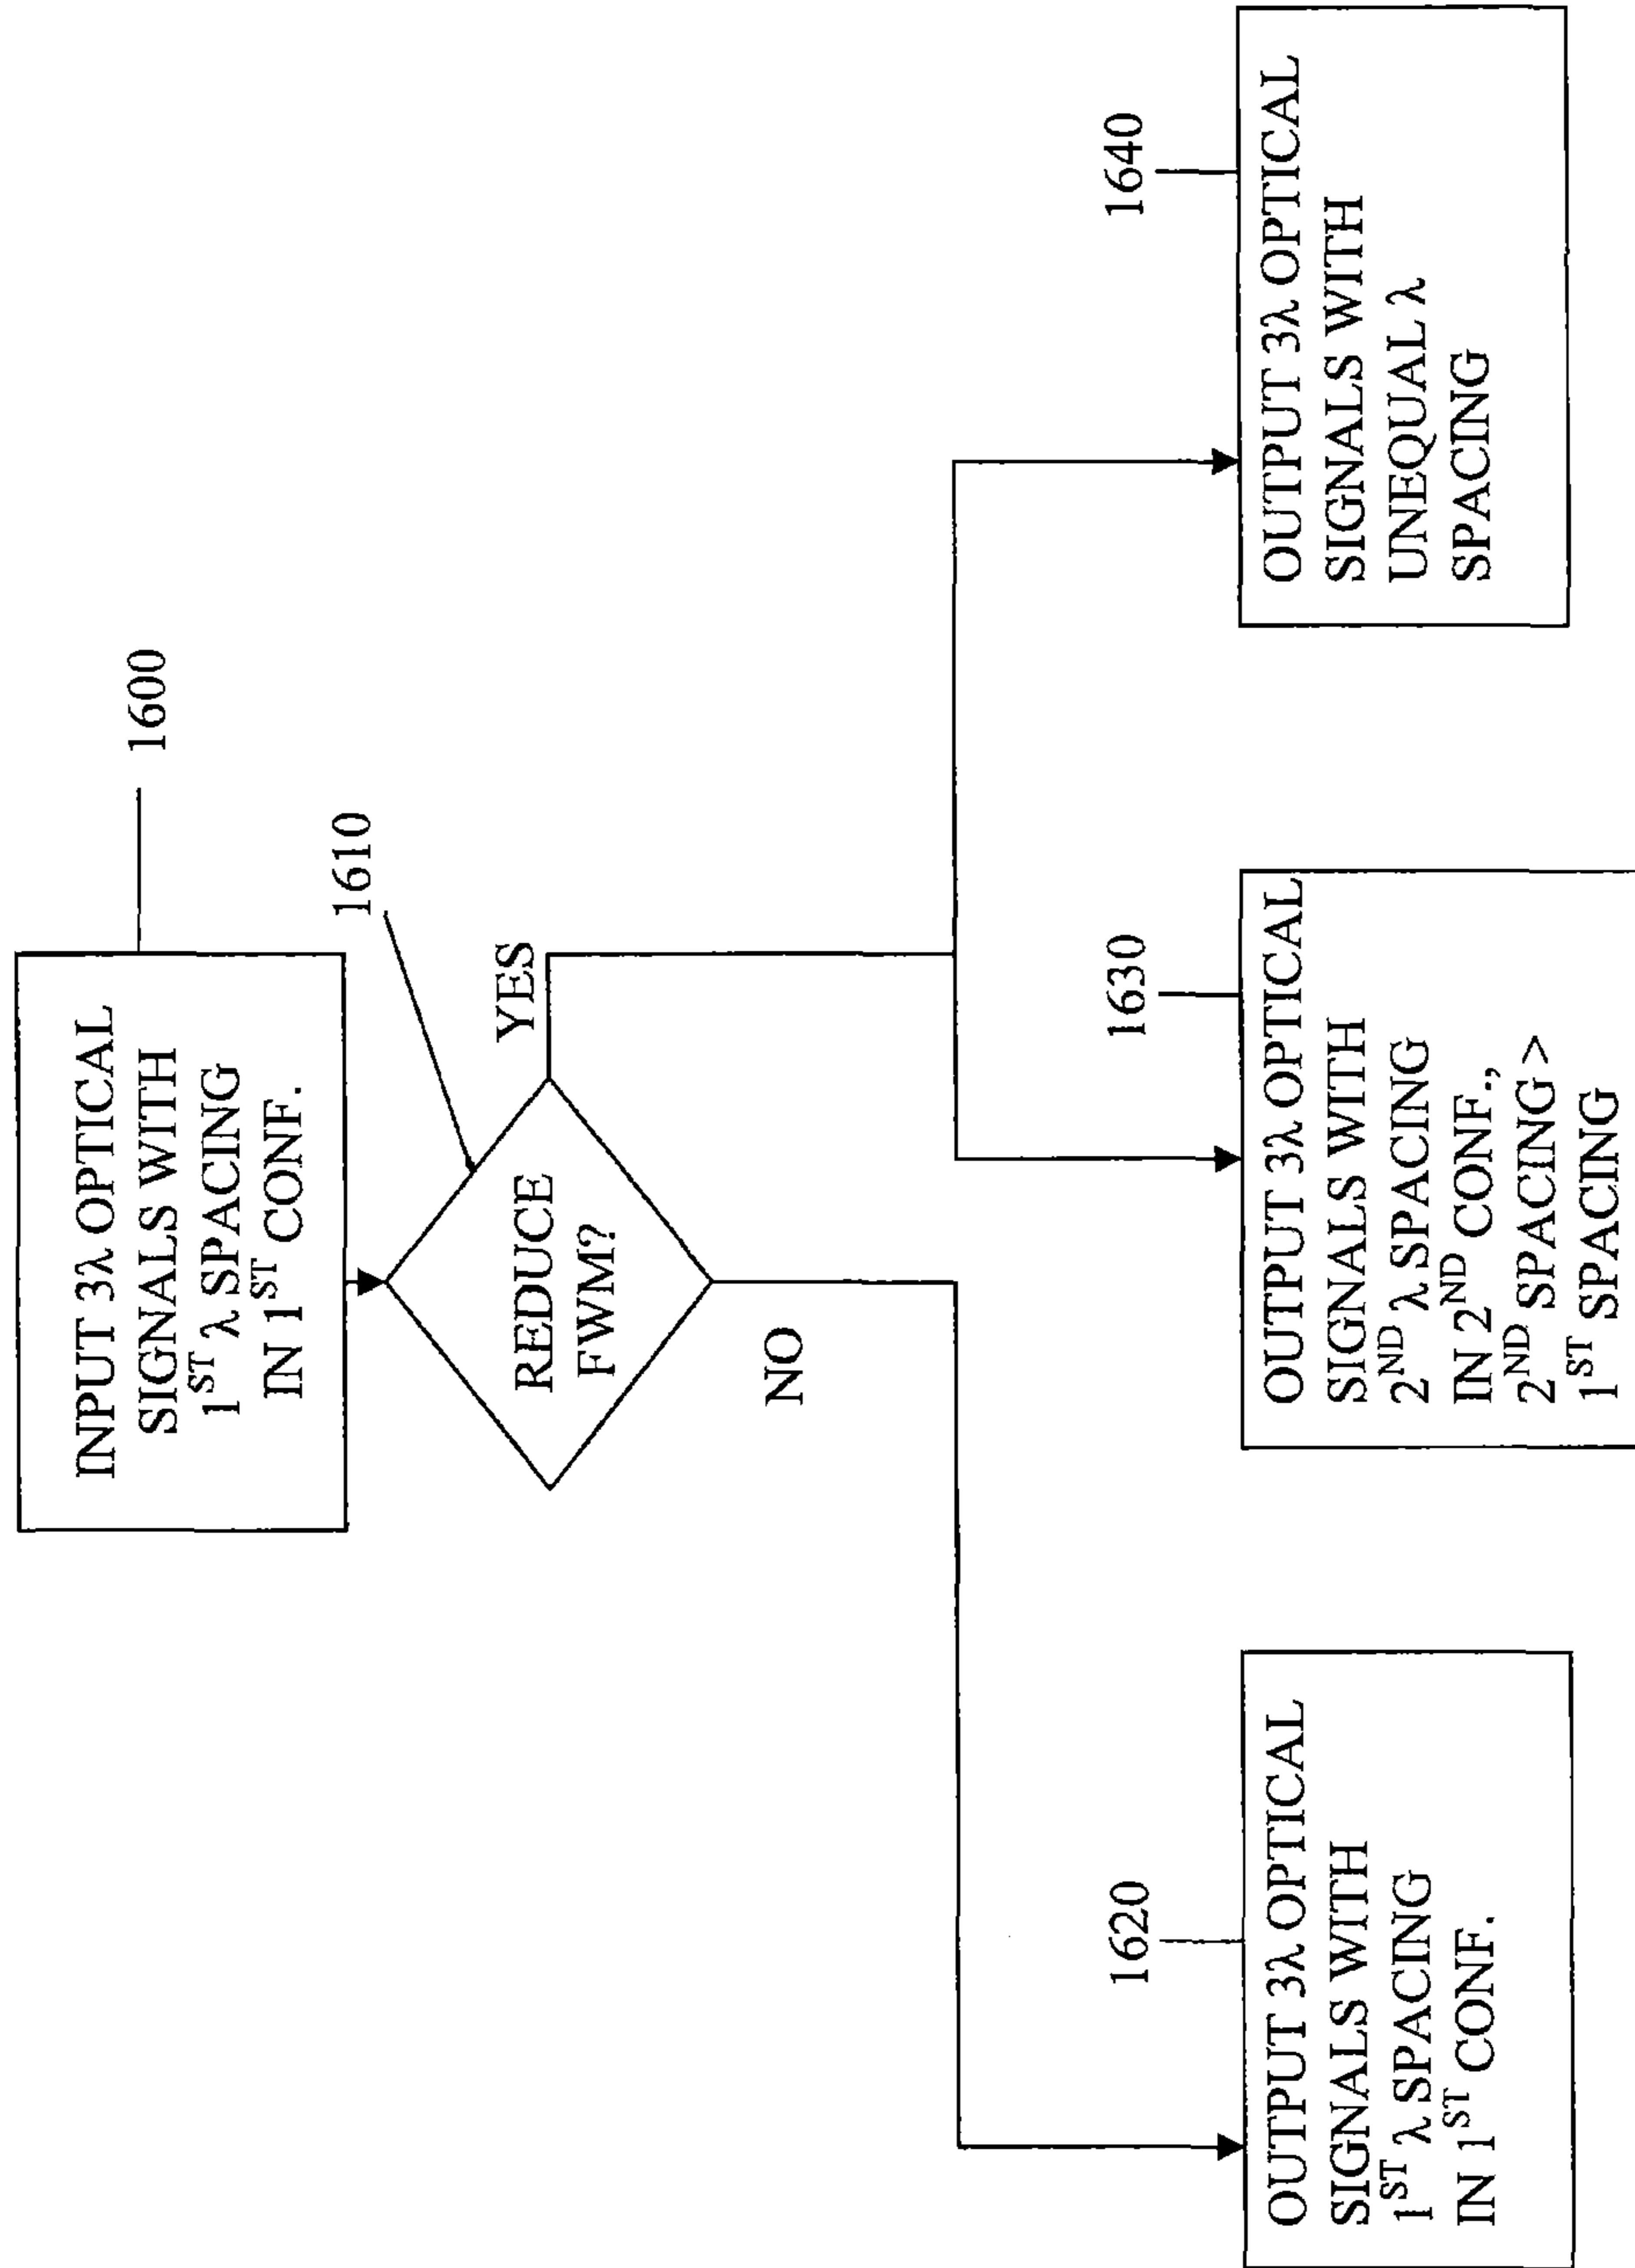 INPUT 3λ OPTICAL
SIGNALS WITH
1ST λ SPACING
IN 1ST CONF.
1600
REDUCE
FWM?
1610
YES
NO
1620
OUTPUT 3λ OPTICAL
SIGNALS WITH
1ST λ SPACING
IN 1ST CONF.
1630
OUTPUT 3λ OPTICAL
SIGNALS WITH
2ND λ SPACING
IN 2ND CONF.,
2ND SPACING >
1ST SPACING
1640
OUTPUT 3λ OPTICAL
SIGNALS WITH
UNEQUAL λ
SPACING